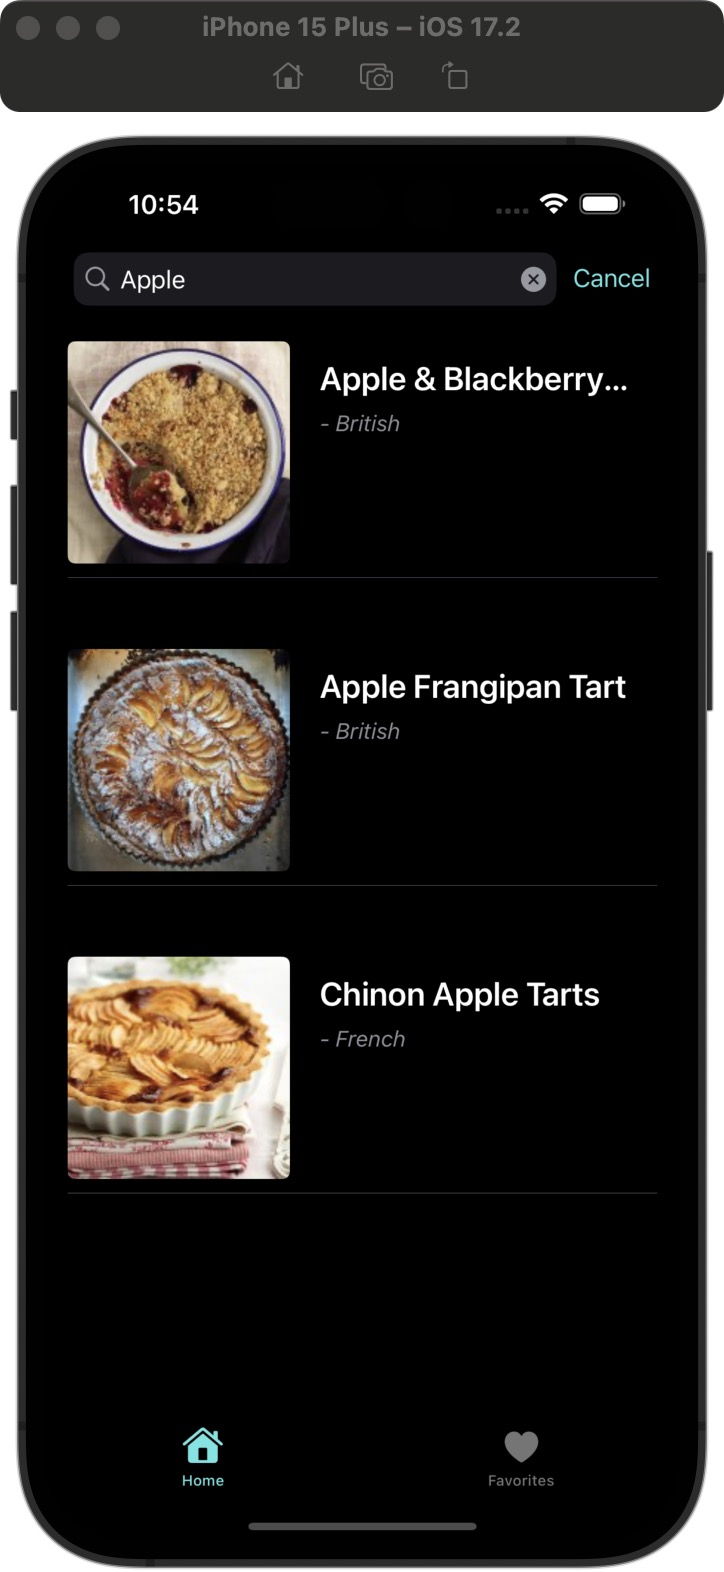 iPhone 15 Plus – iOS 17.2
10:54
Apple
Cancel
Apple & Blackberry...
- British
Apple Frangipan Tart
- British
Chinon Apple Tarts
- French
Home
Favorites